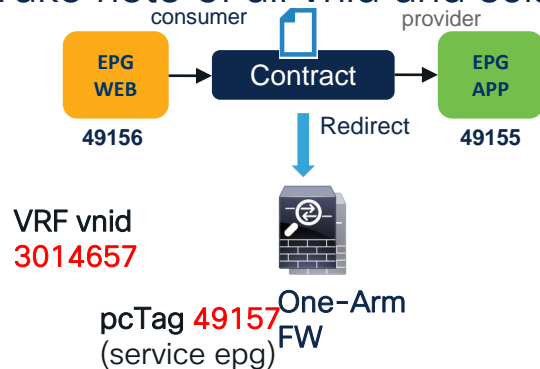 consumer
provider
EPG
WEB
Contract
EPG
APP
49156
Redirect
49155
VRF vnid
3014657
pcTag 49157
(service epg)
One-Arm
FW